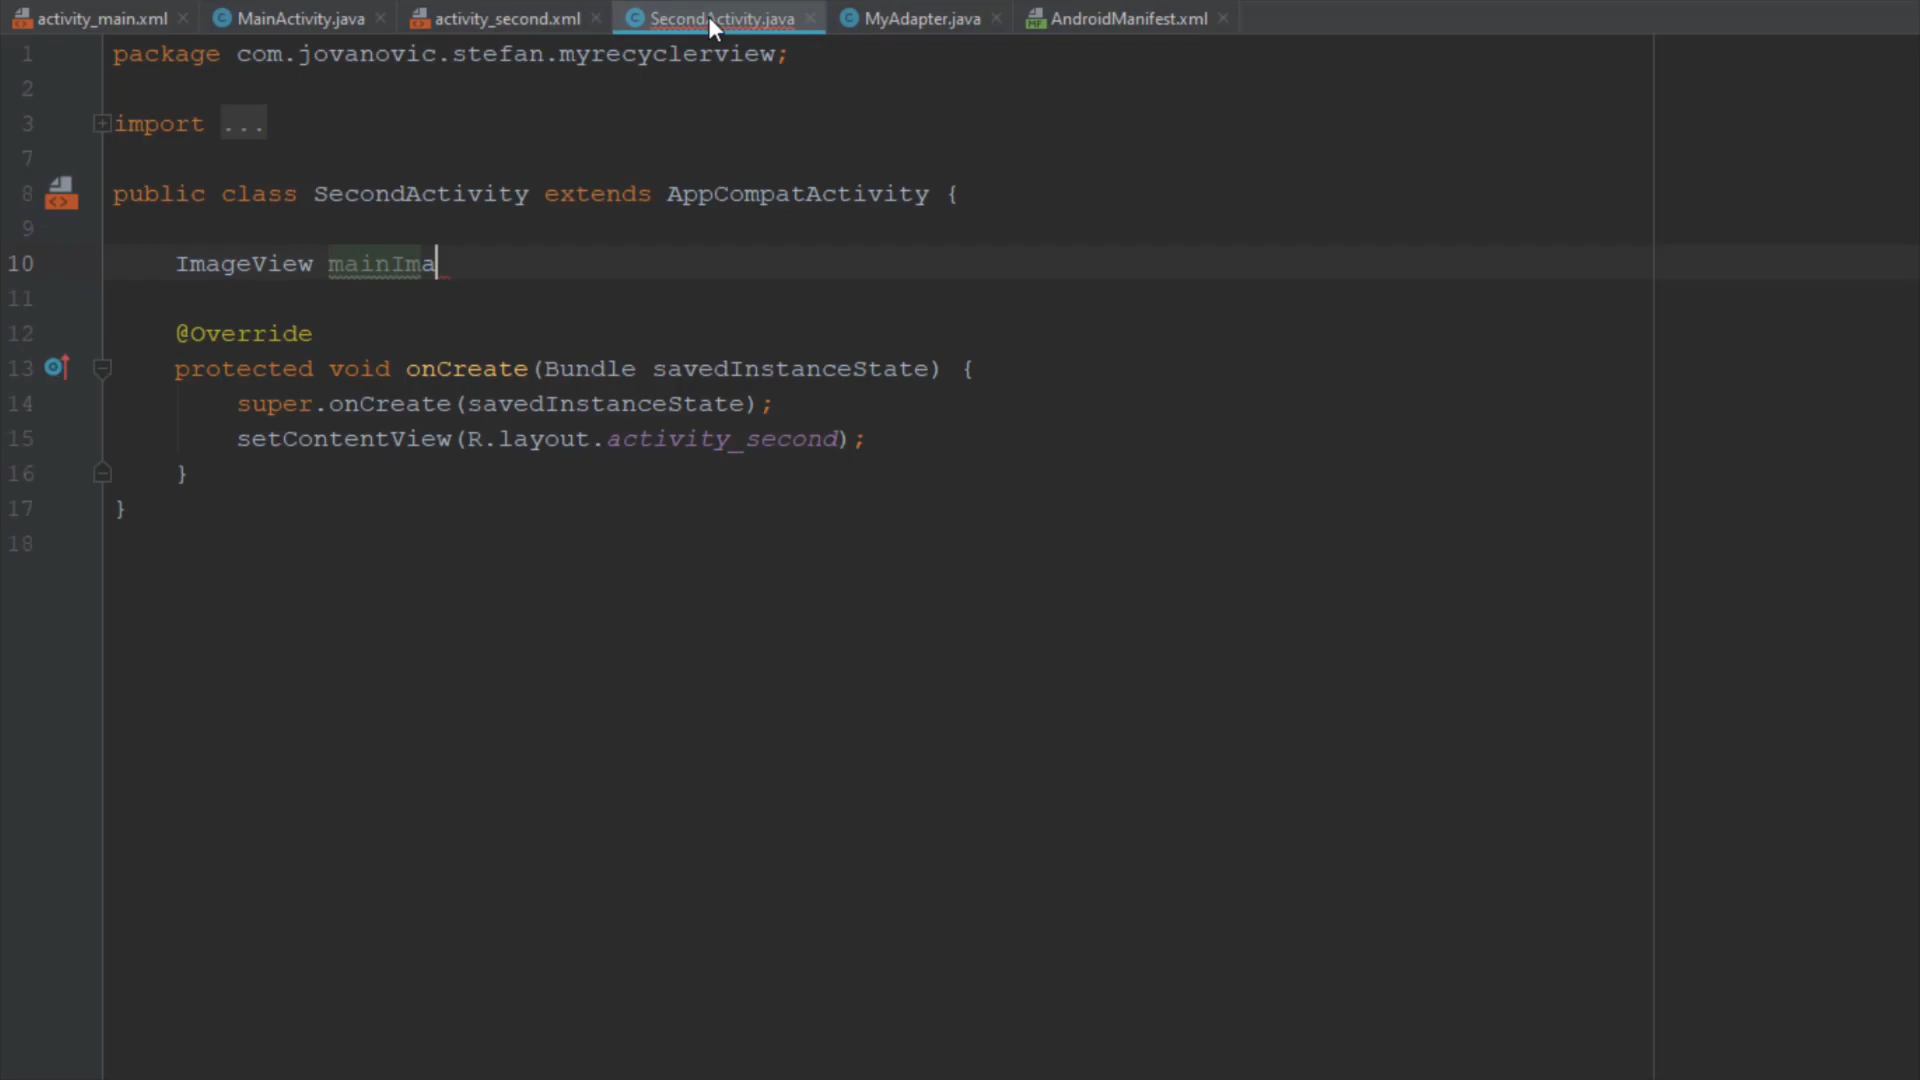 activity_main.xml MainActivity.java activity_second.xml SecondActivity.java MyAdapter.java AndroidManifest.xml
1 package com.jovanovic.stefan.myrecyclerview;
2
3 import ...
7
8 public class SecondActivity extends AppCompatActivity {
9
10 ImageView mainIma
11
12 @Override
13 protected void onCreate(Bundle savedInstanceState) {
14 super.onCreate(savedInstanceState);
15 setContentView(R.layout.activity_second);
16 }
17 }
18